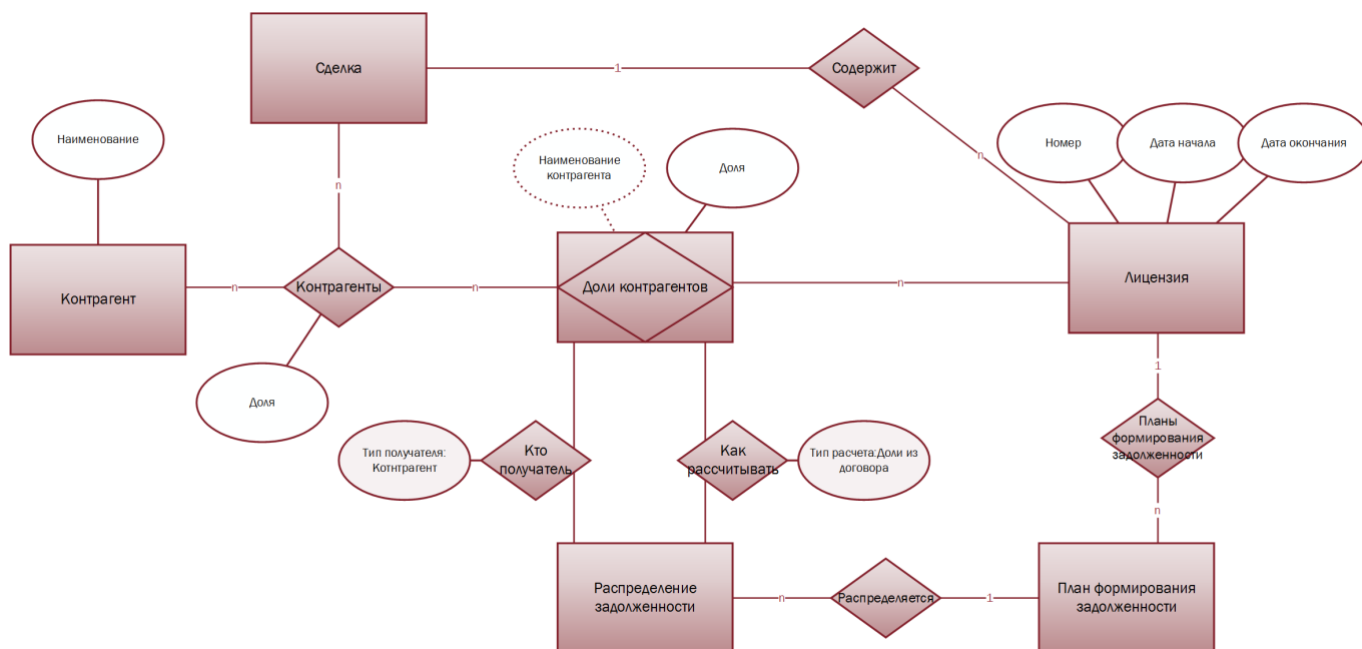 Сделка
1
Содержит
Наименование
n
Наименование
контрагента
Доля
n
Номер
Дата начала
Дата окончания
Контрагент
n
Контрагенты
n
Доли контрагентов
n
Лицензия
Доля
1
Тип получателя:
Котнтрагент
Кто
получатель
Как
рассчитывать
Тип расчета:Доли из
договора
Планы
формирования
задолженности
n
Распределение
задолженности
n
Распределяется
1
План формирования
задолженности